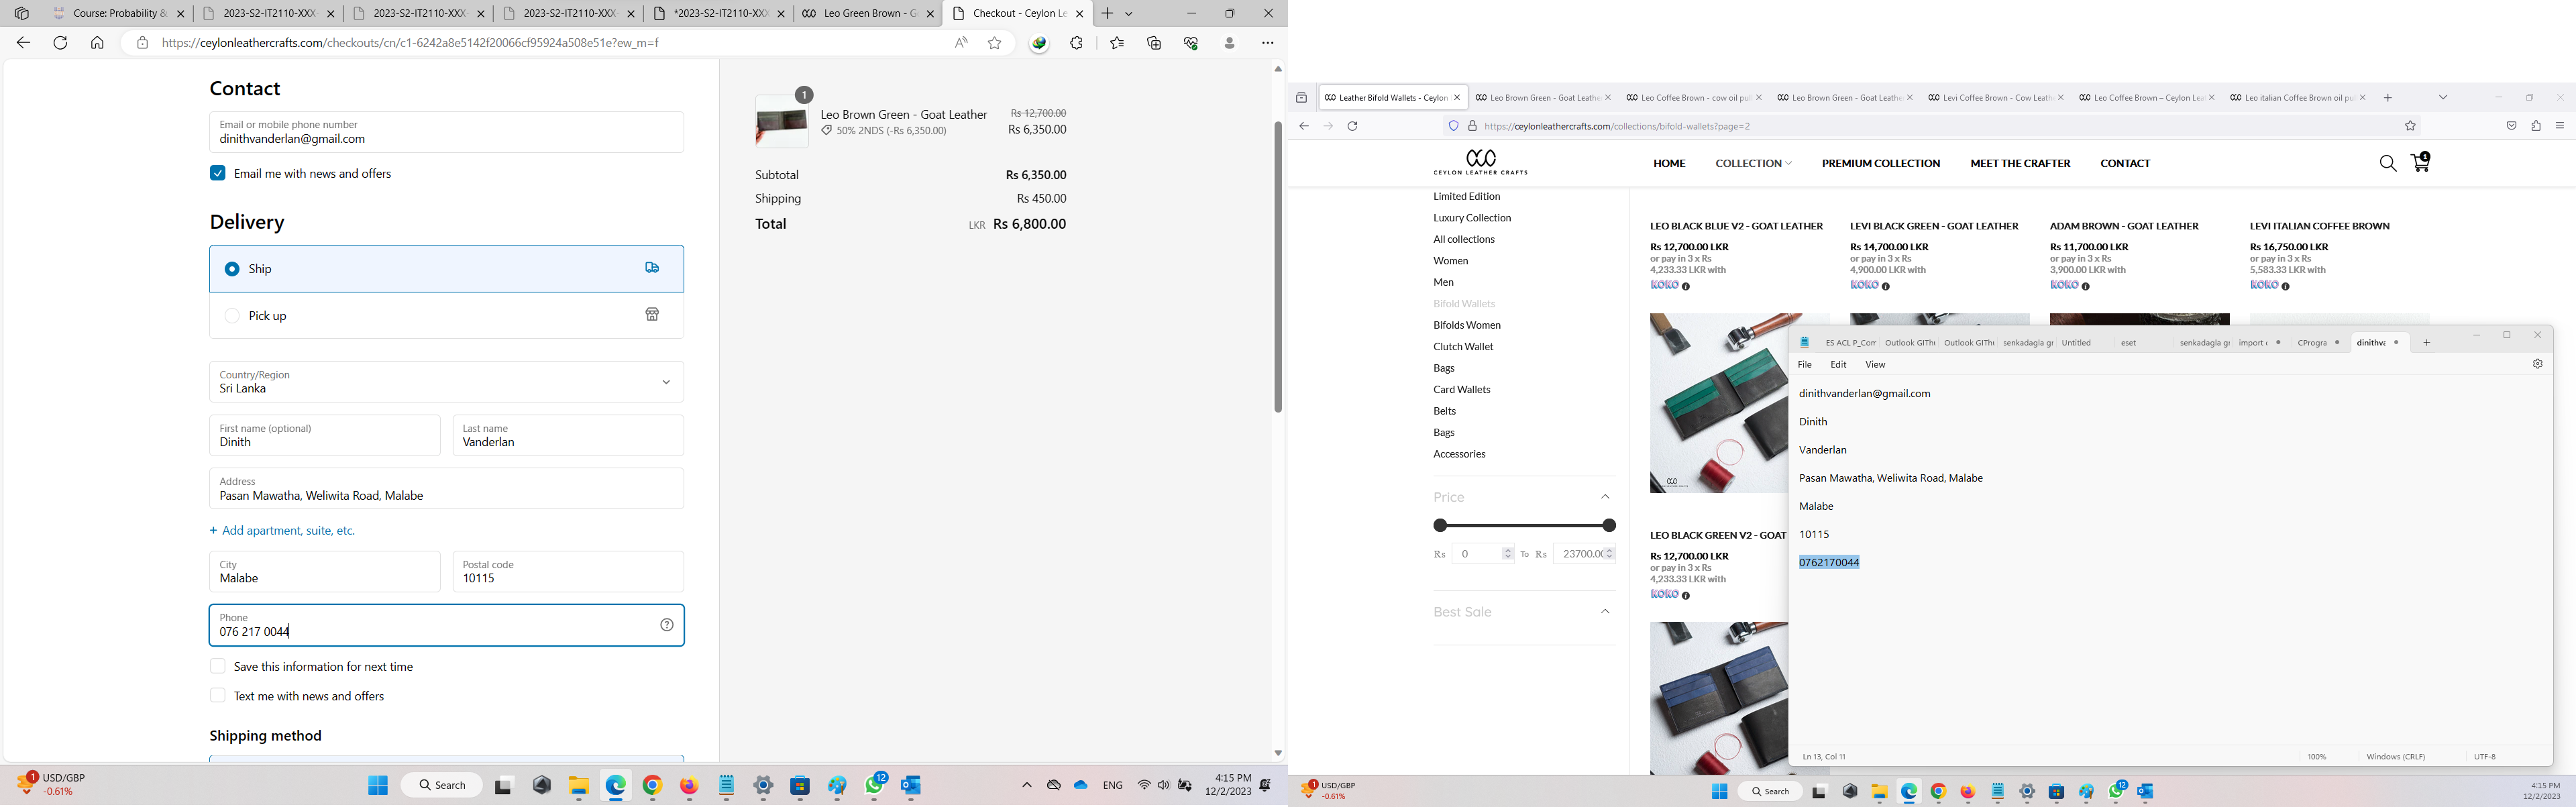 Course: Probability &
2023-S2-IT2110-XXX-
2023-S2-IT2110-XXX-
2023-S2-IT2110-XXX-
*2023-S2-IT2110-XXX
Leo Green Brown - G
Checkout - Ceylon Le
https://ceylonleathercrafts.com/checkouts/cn/c1-6242a8e5142f20066cf95924a508e51e?ew_m=f
Contact
Email or mobile phone number
dinithvanderlan@gmail.com
Email me with news and offers
Delivery
Ship
Pick up
Country/Region
Sri Lanka
First name (optional)
Dinith
Last name
Vanderlan
Address
Pasan Mawatha, Weliwita Road, Malabe
+ Add apartment, suite, etc.
City
Malabe
Postal code
10115
Phone
076 217 0044
Save this information for next time
Text me with news and offers
Shipping method
1
Leo Brown Green - Goat Leather
50% 2NDS (-Rs 6,350.00)
Rs 12,700.00
Rs 6,350.00
Subtotal Rs 6,350.00
Shipping Rs 450.00
Total LKR Rs 6,800.00
1
USD/GBP
-0.61%
Search
12
ENG
4:15 PM
12/2/2023
Leather Bifold Wallets - Ceylon
Leo Brown Green - Goat Leathe
Leo Coffee Brown - cow oil pul
Leo Brown Green - Goat Leathe
Levi Coffee Brown - Cow Leathe
Leo Coffee Brown – Ceylon Lea
Leo italian Coffee Brown oil pu
https://ceylonleathercrafts.com/collections/bifold-wallets?page=2
CEYLON LEATHER CRAFTS
HOME
COLLECTION
PREMIUM COLLECTION
MEET THE CRAFTER
CONTACT
1
Limited Edition
Luxury Collection
All collections
Women
Men
Bifold Wallets
Bifolds Women
Clutch Wallet
Bags
Card Wallets
Belts
Bags
Accessories
Price
Rs 0 To Rs 23700.00
Best Sale
LEO BLACK BLUE V2 - GOAT LEATHER
Rs 12,700.00 LKR
or pay in 3 x Rs
4,233.33 LKR with
KOKO
LEVI BLACK GREEN - GOAT LEATHER
Rs 14,700.00 LKR
or pay in 3 x Rs
4,900.00 LKR with
KOKO
ADAM BROWN - GOAT LEATHER
Rs 11,700.00 LKR
or pay in 3 x Rs
3,900.00 LKR with
KOKO
LEVI ITALIAN COFFEE BROWN
Rs 16,750.00 LKR
or pay in 3 x Rs
5,583.33 LKR with
KOKO
LEO BLACK GREEN V2 - GOAT
Rs 12,700.00 LKR
or pay in 3 x Rs
4,233.33 LKR with
KOKO
ES ACL P_Com
Outlook GITHu
Outlook GITHu
senkadagla gr
Untitled
eset
senkadagla gr
import c
CProgra
dinithva
File
Edit
View
dinithvanderlan@gmail.com
Dinith
Vanderlan
Pasan Mawatha, Weliwita Road, Malabe
Malabe
10115
0762170044
Ln 13, Col 11
100%
Windows (CRLF)
UTF-8
1
USD/GBP
-0.61%
Search
12
4:15 PM
12/2/2023